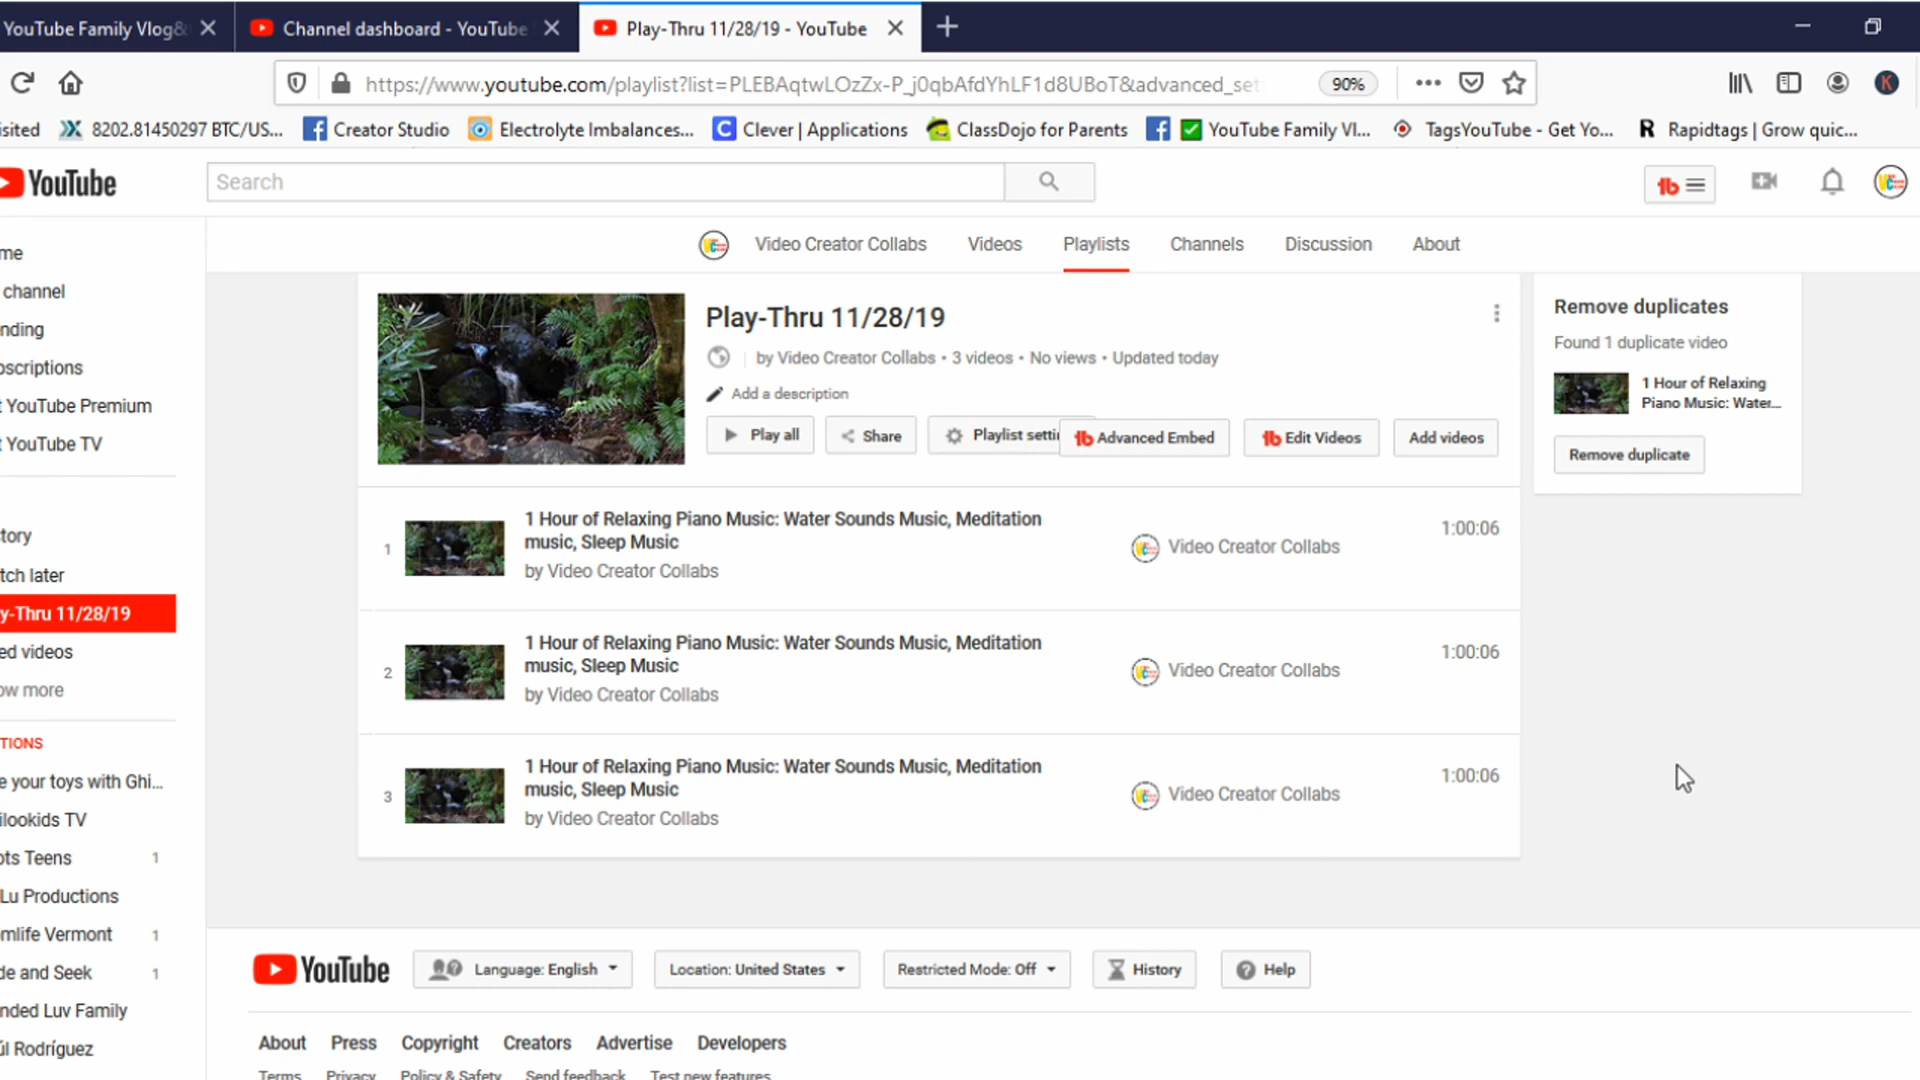 YouTube Family Vlog&
Channel dashboard - YouTube
Play-Thru 11/28/19 - YouTube
https://www.youtube.com/playlist?list=PLEBAqtwLOzZx-P_j0qbAfdYhLF1d8UBoT&advanced_set
90%
K
isited
8202.81450297 BTC/US...
Creator Studio
Electrolyte Imbalances...
Clever | Applications
ClassDojo for Parents
YouTube Family Vl...
TagsYouTube - Get Yo...
R Rapidtags | Grow quic...
YouTube
Search
tb
Video Creator Collabs
Videos
Playlists
Channels
Discussion
About
me
channel
nding
bscriptions
t YouTube Premium
t YouTube TV
tory
tch later
y-Thru 11/28/19
ed videos
ow more
TIONS
e your toys with Ghi...
ilookids TV
ots Teens 1
Lu Productions
mlife Vermont 1
de and Seek 1
nded Luv Family
úl Rodríguez
Play-Thru 11/28/19
by Video Creator Collabs • 3 videos • No views • Updated today
Add a description
Play all
Share
Playlist setti
tb Advanced Embed
tb Edit Videos
Add videos
1
1 Hour of Relaxing Piano Music: Water Sounds Music, Meditation
music, Sleep Music
by Video Creator Collabs
Video Creator Collabs
1:00:06
2
1 Hour of Relaxing Piano Music: Water Sounds Music, Meditation
music, Sleep Music
by Video Creator Collabs
Video Creator Collabs
1:00:06
3
1 Hour of Relaxing Piano Music: Water Sounds Music, Meditation
music, Sleep Music
by Video Creator Collabs
Video Creator Collabs
1:00:06
Remove duplicates
Found 1 duplicate video
1 Hour of Relaxing
Piano Music: Water...
Remove duplicate
YouTube
Language: English
Location: United States
Restricted Mode: Off
History
Help
About Press Copyright Creators Advertise Developers
Terms Privacy Policy & Safety Send feedback Test new features